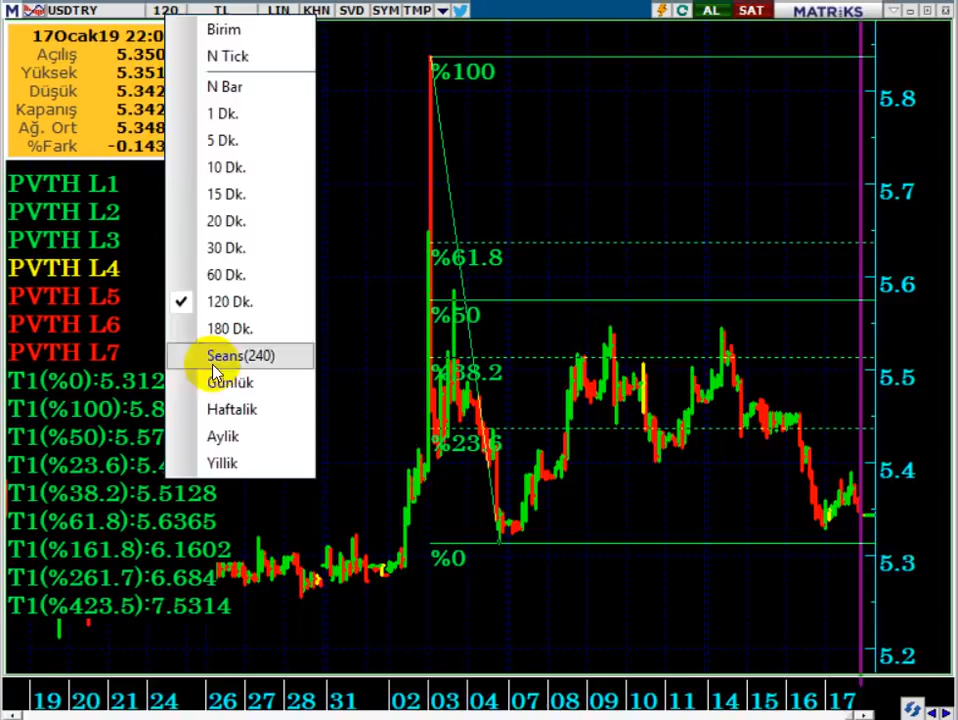 M USDTRY 120 TL LIN KHN SVD SYM TMP AL SAT MATRiKS
17Ocak19 22:0
Açılış 5.350
Yüksek 5.351
Düşük 5.342
Kapanış 5.342
Ağ. Ort 5.348
%Fark -0.143
PVTH L1
PVTH L2
PVTH L3
PVTH L4
PVTH L5
PVTH L6
PVTH L7
T1(%0):5.312
T1(%100):5.8
T1(%50):5.57
T1(%23.6):5.4
T1(%38.2):5.5128
T1(%61.8):5.6365
T1(%161.8):6.1602
T1(%261.7):6.684
T1(%423.5):7.5314
Birim
N Tick
N Bar
1 Dk.
5 Dk.
10 Dk.
15 Dk.
20 Dk.
30 Dk.
60 Dk.
120 Dk.
180 Dk.
Seans(240)
Günlük
Haftalik
Aylik
Yillik
%100
%61.8
%50
%38.2
%23.6
%0
5.8
5.7
5.6
5.5
5.4
5.3
5.2
19 20 21 24 26 27 28 31 02 03 04 07 08 09 10 11 14 15 16 17